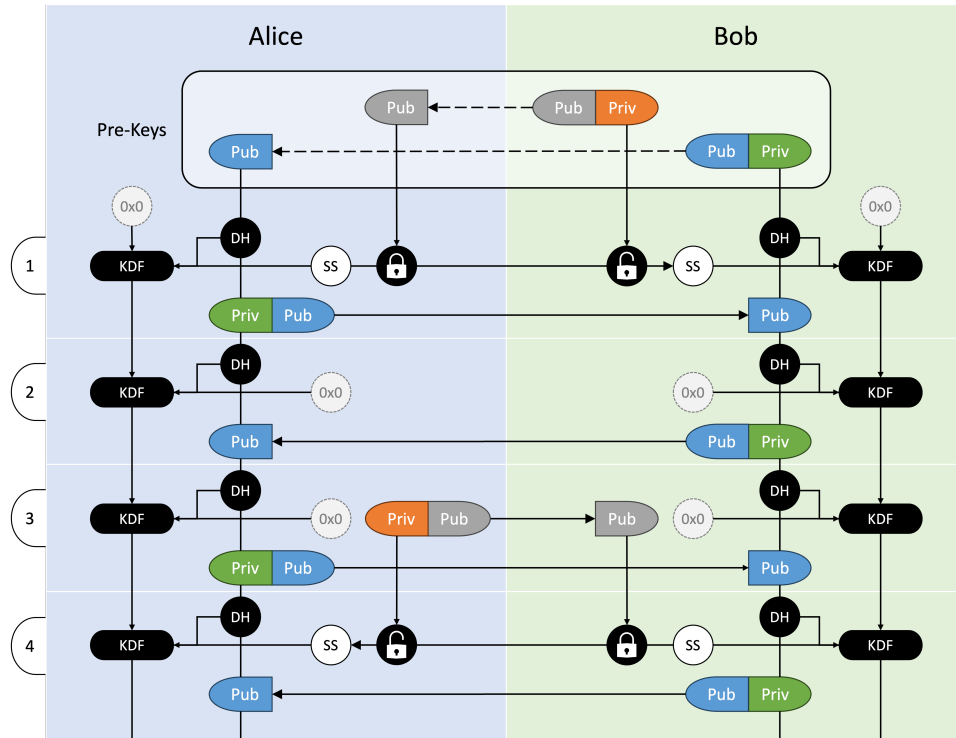 Alice
Bob
Pub
Pub Priv
Pre-Keys
Pub
Pub Priv
0x0
0x0
DH
DH
1
KDF
SS
SS
KDF
Priv Pub
Pub
DH
DH
2
KDF
0x0
0x0
KDF
Pub
Pub Priv
DH
DH
3
KDF
0x0
Priv Pub
Pub
0x0
KDF
Priv Pub
Pub
DH
DH
4
KDF
SS
SS
KDF
Pub
Pub Priv